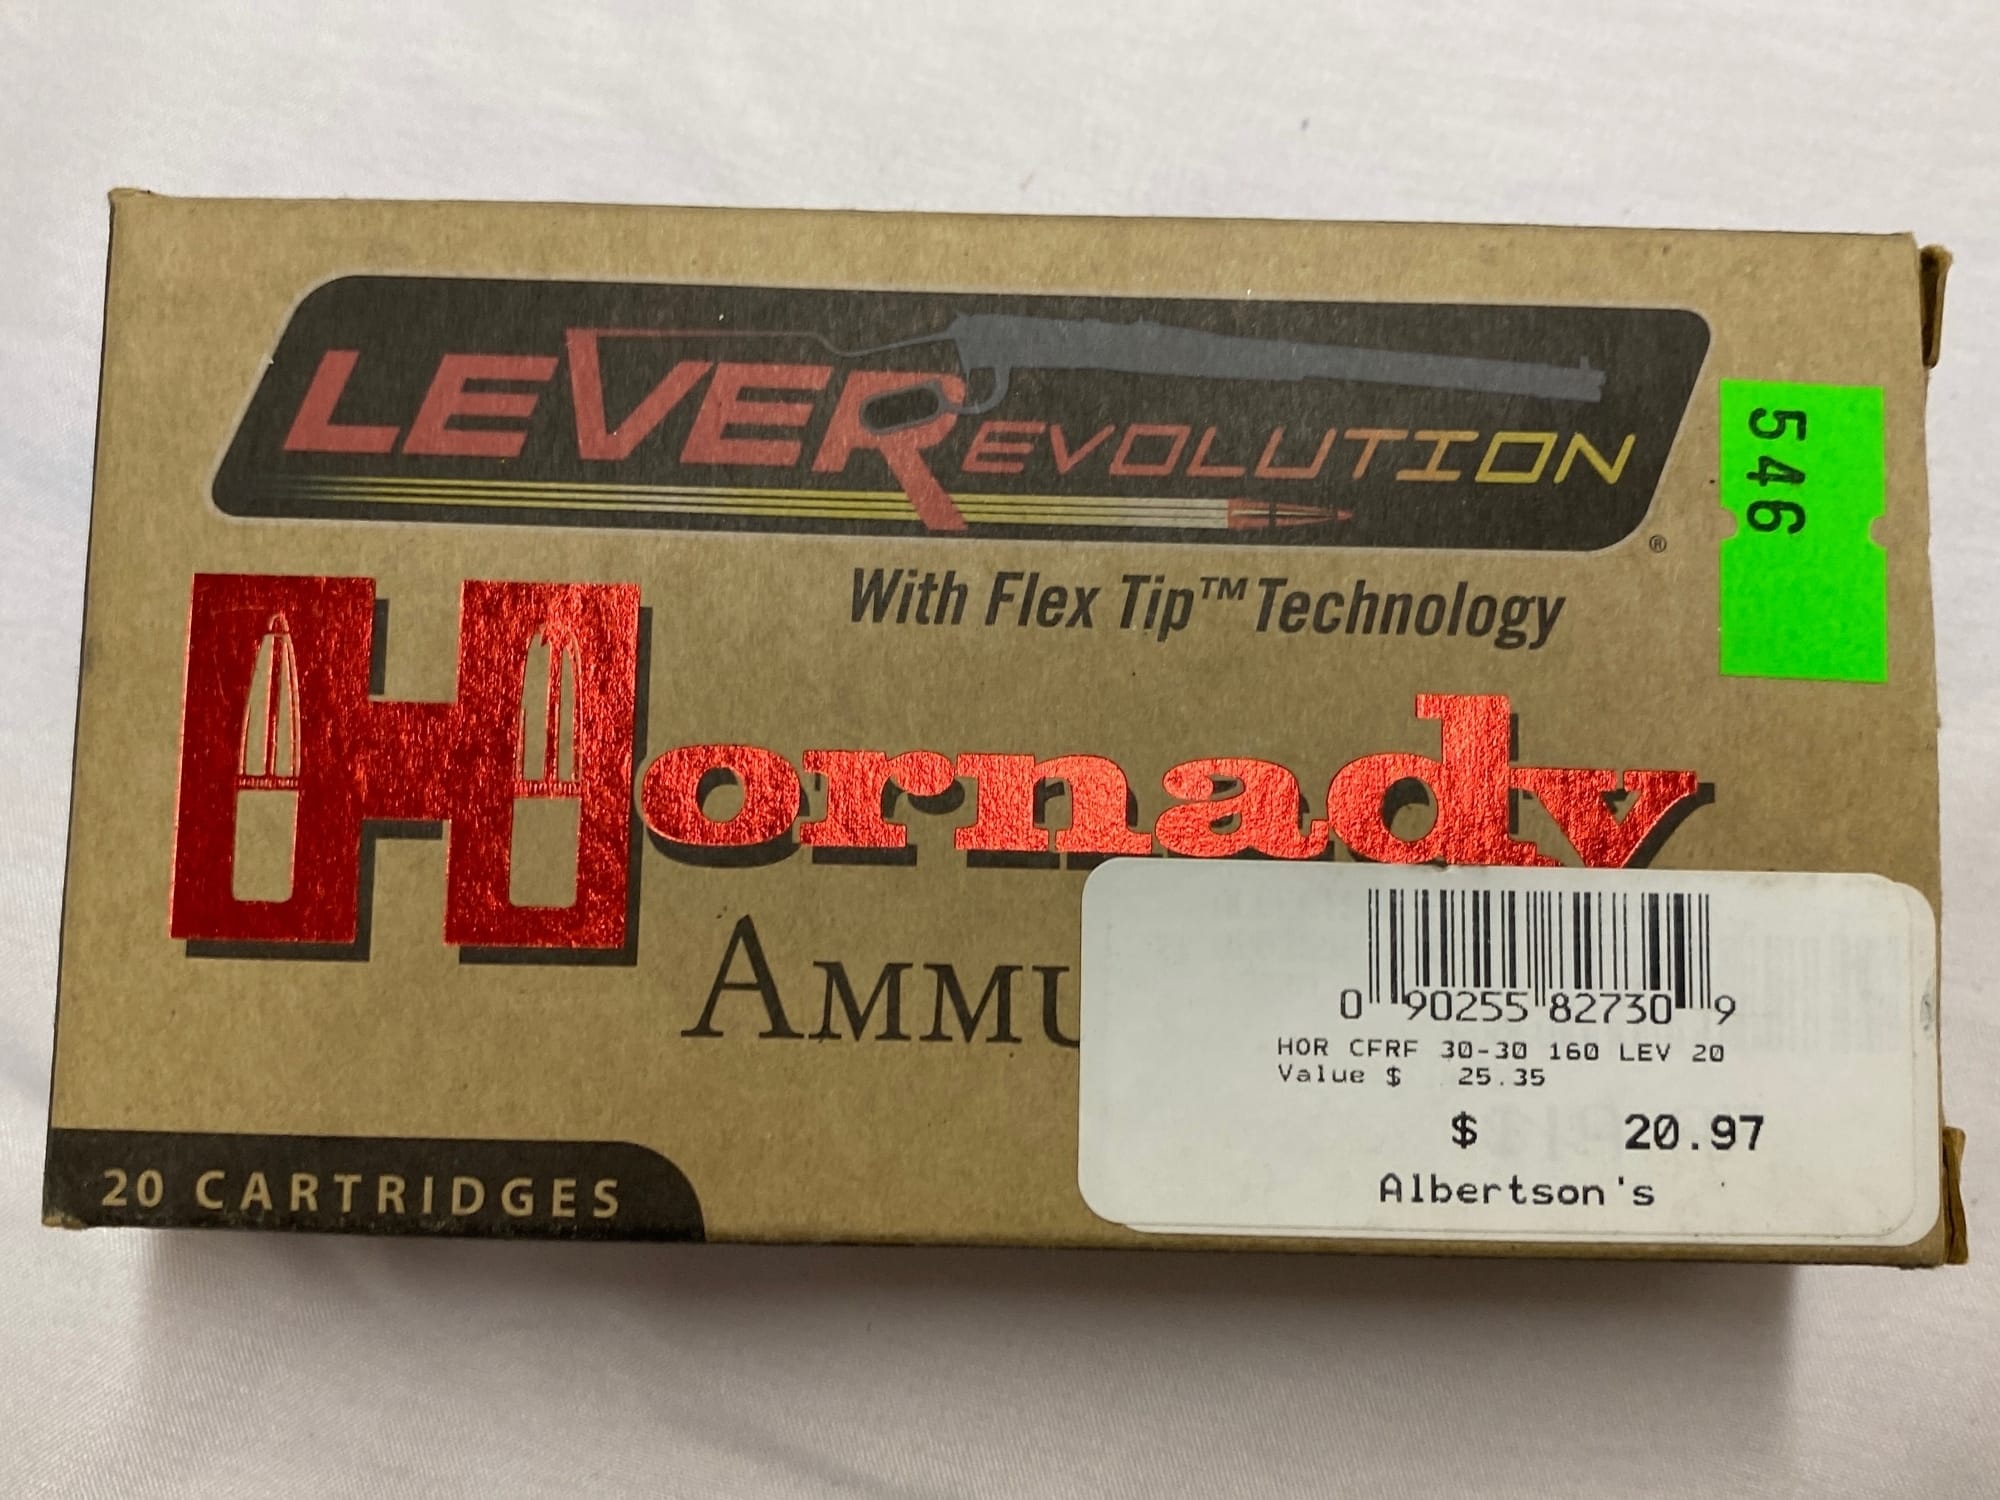 LEVEREVOLUTION
®
546
With Flex Tip™ Technology
Hornady
AMMU
0 90255 82730 9
HOR CFRF 30-30 160 LEV 20
Value $ 25.35
$ 20.97
Albertson's
20 CARTRIDGES